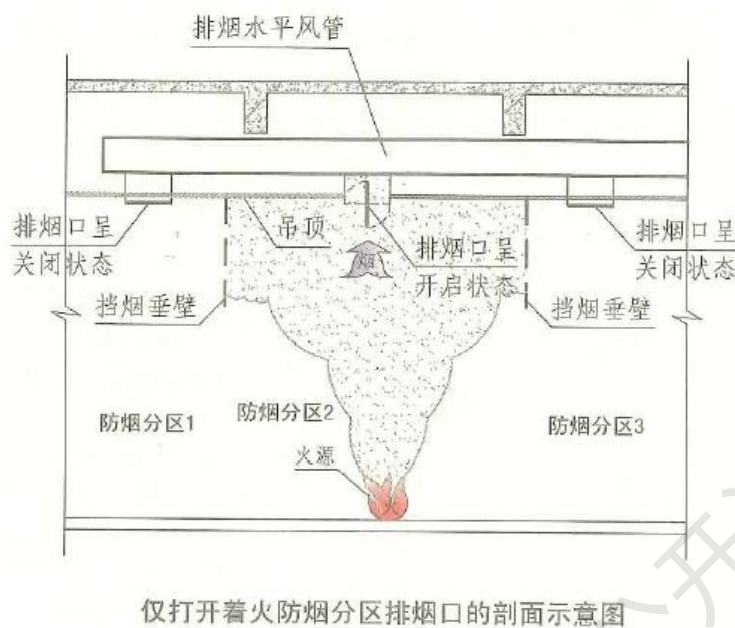 排烟水平风管
排烟口呈
关闭状态
吊顶
烟
排烟口呈
开启状态
排烟口呈
关闭状态
挡烟垂壁
挡烟垂壁
防烟分区1
防烟分区2
防烟分区3
火源
仅打开着火防烟分区排烟口的剖面示意图